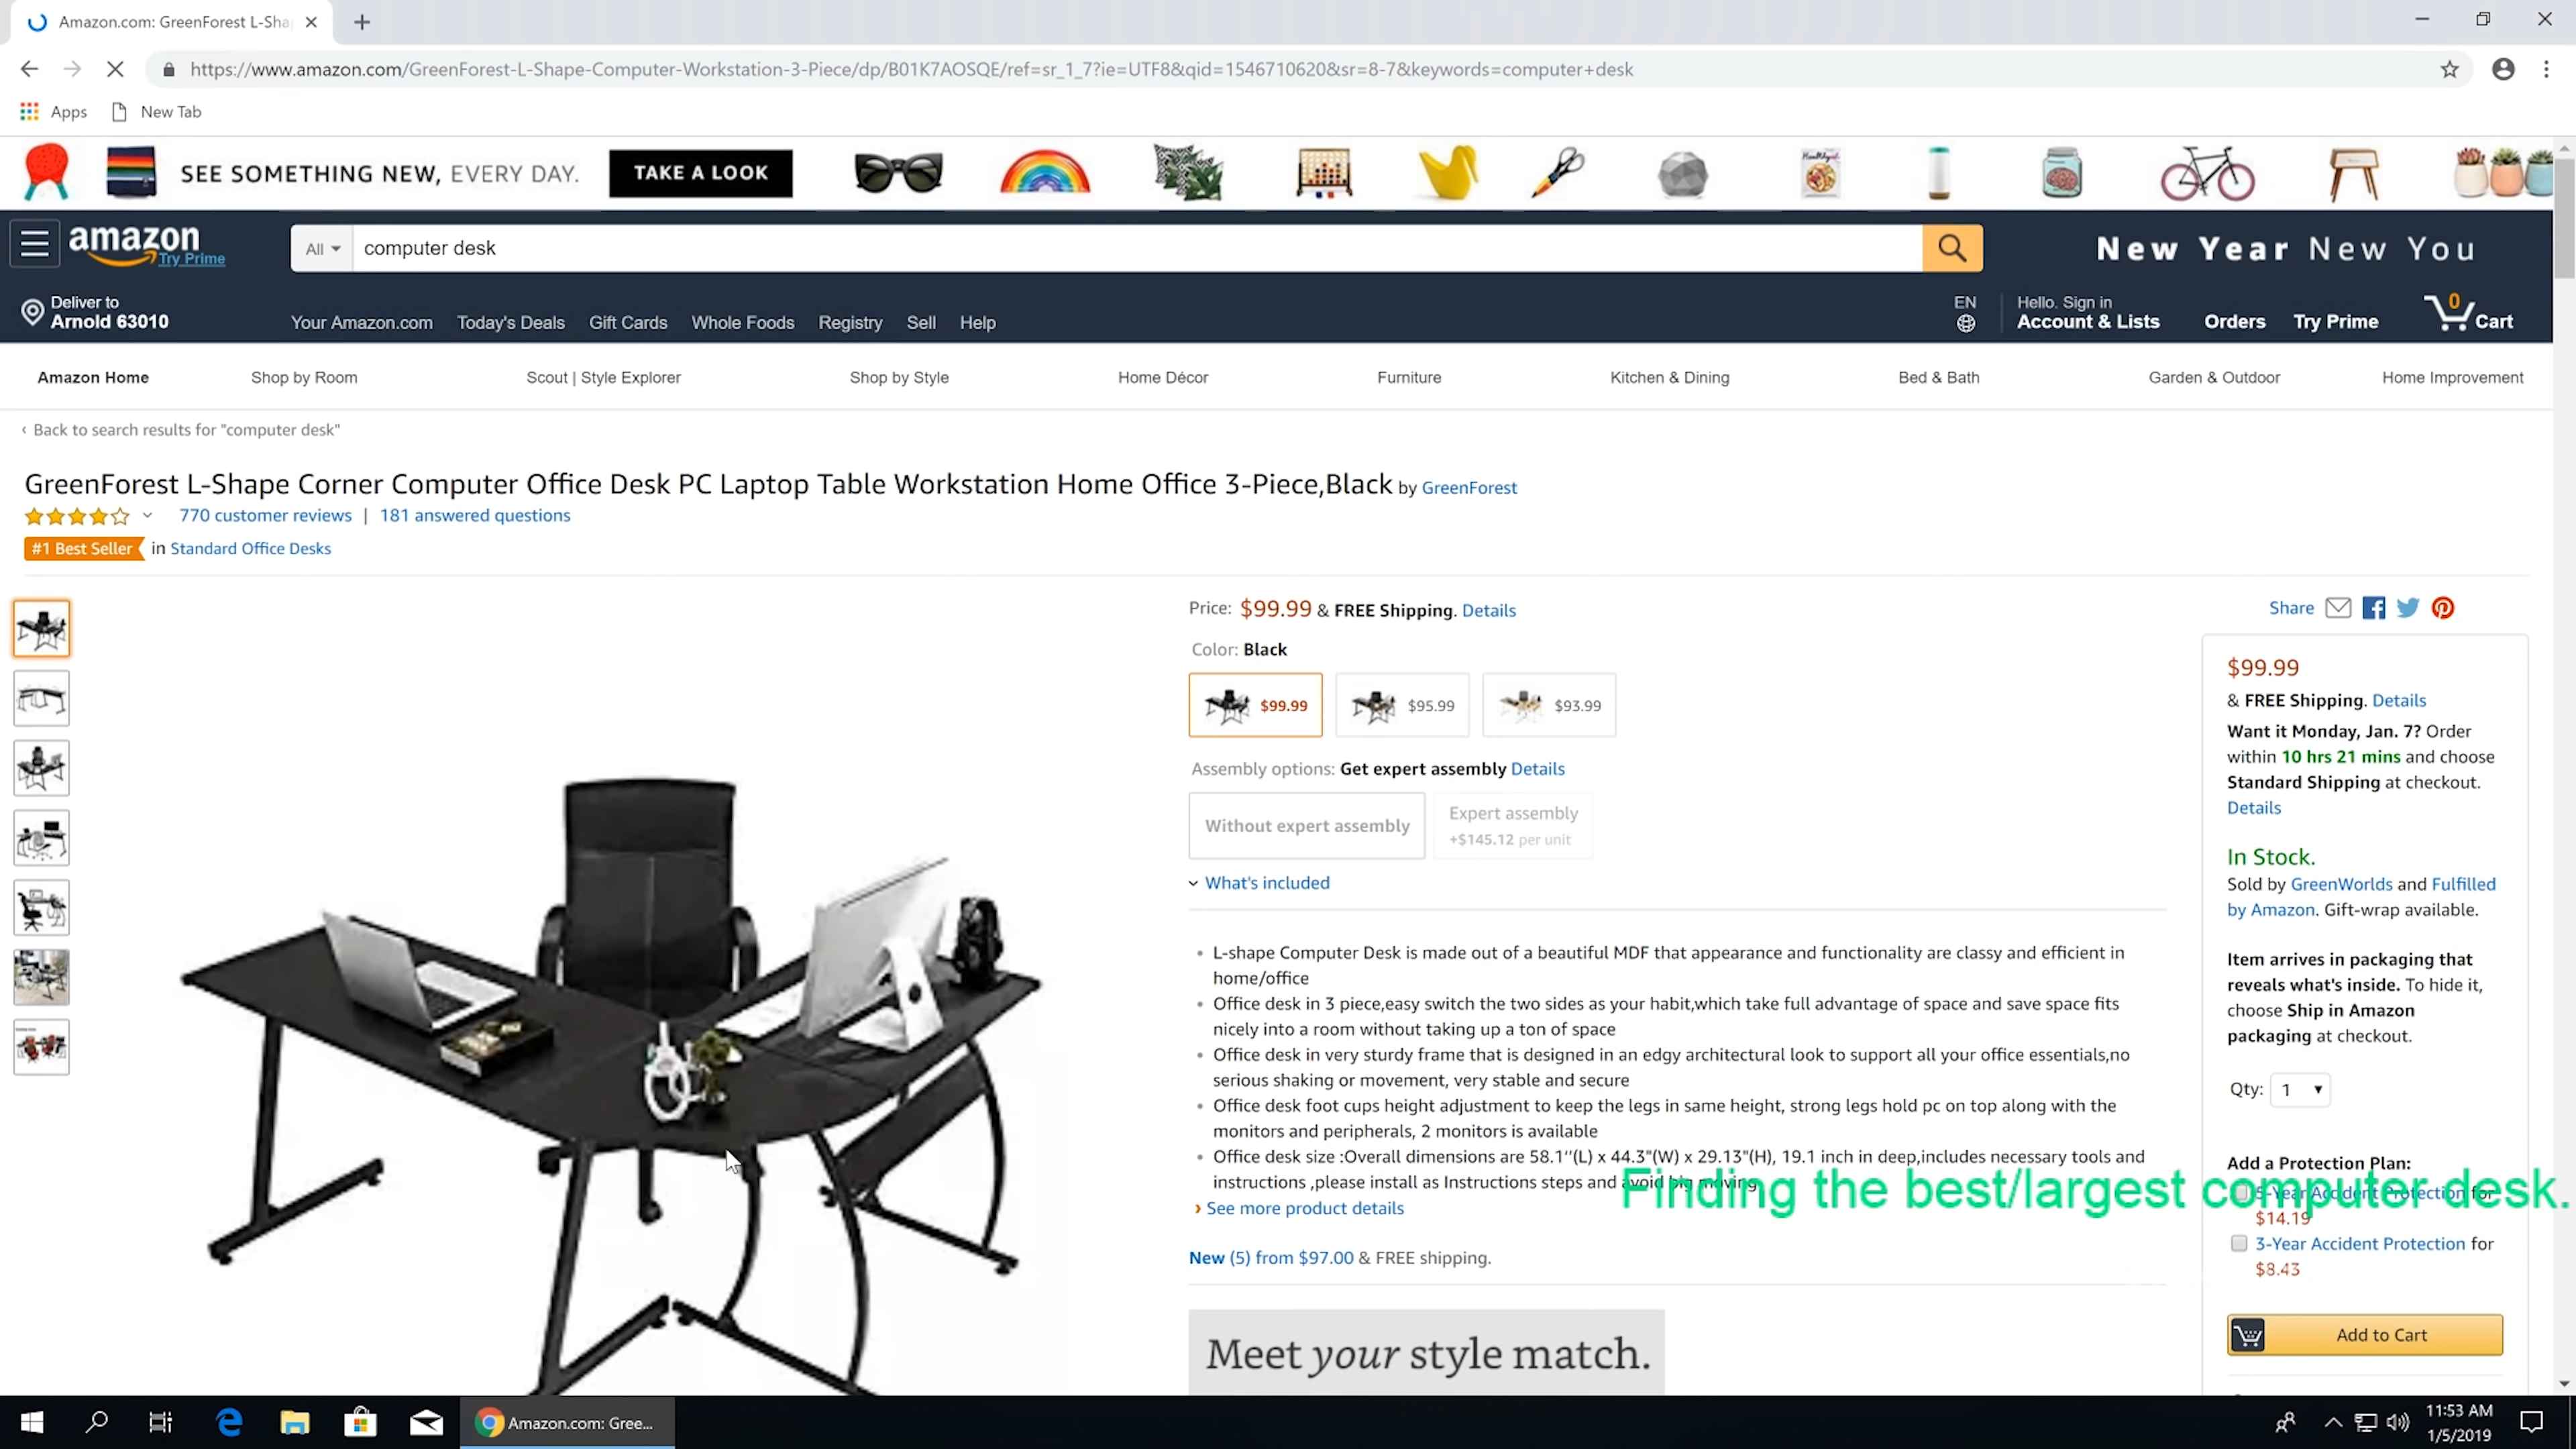 Amazon.com: GreenForest L-Sha
https://www.amazon.com/GreenForest-L-Shape-Computer-Workstation-3-Piece/dp/B01K7AOSQE/ref=sr_1_7?ie=UTF8&qid=1546710620&sr=8-7&keywords=computer+desk
Apps New Tab
SEE SOMETHING NEW, EVERY DAY. TAKE A LOOK
amazon
Try Prime
All computer desk
New Year New You
Deliver to
Arnold 63010
Your Amazon.com Today's Deals Gift Cards Whole Foods Registry Sell Help
EN
Hello. Sign in
Account & Lists Orders Try Prime 0 Cart
Amazon Home Shop by Room Scout | Style Explorer Shop by Style Home Décor Furniture Kitchen & Dining Bed & Bath Garden & Outdoor Home Improvement
‹ Back to search results for "computer desk"
GreenForest L-Shape Corner Computer Office Desk PC Laptop Table Workstation Home Office 3-Piece,Black by GreenForest
770 customer reviews | 181 answered questions
#1 Best Seller in Standard Office Desks
Price: $99.99 & FREE Shipping. Details
Color: Black
$99.99 $95.99 $93.99
Assembly options: Get expert assembly Details
Without expert assembly
Expert assembly
+$145.12 per unit
What's included
• L-shape Computer Desk is made out of a beautiful MDF that appearance and functionality are classy and efficient in
home/office
• Office desk in 3 piece,easy switch the two sides as your habit,which take full advantage of space and save space fits
nicely into a room without taking up a ton of space
• Office desk in very sturdy frame that is designed in an edgy architectural look to support all your office essentials,no
serious shaking or movement, very stable and secure
• Office desk foot cups height adjustment to keep the legs in same height, strong legs hold pc on top along with the
monitors and peripherals, 2 monitors is available
• Office desk size :Overall dimensions are 58.1''(L) x 44.3"(W) x 29.13"(H), 19.1 inch in deep,includes necessary tools and
instructions ,please install as Instructions steps and avoid big moving
› See more product details
New (5) from $97.00 & FREE shipping.
Meet your style match.
Share
$99.99
& FREE Shipping. Details
Want it Monday, Jan. 7? Order
within 10 hrs 21 mins and choose
Standard Shipping at checkout.
Details
In Stock.
Sold by GreenWorlds and Fulfilled
by Amazon. Gift-wrap available.
Item arrives in packaging that
reveals what's inside. To hide it,
choose Ship in Amazon
packaging at checkout.
Qty: 1
Add a Protection Plan:
5-Year Accident Protection for
$14.19
3-Year Accident Protection for
$8.43
Add to Cart
Finding the best/largest computer desk.
Amazon.com: Gree...
11:53 AM
1/5/2019